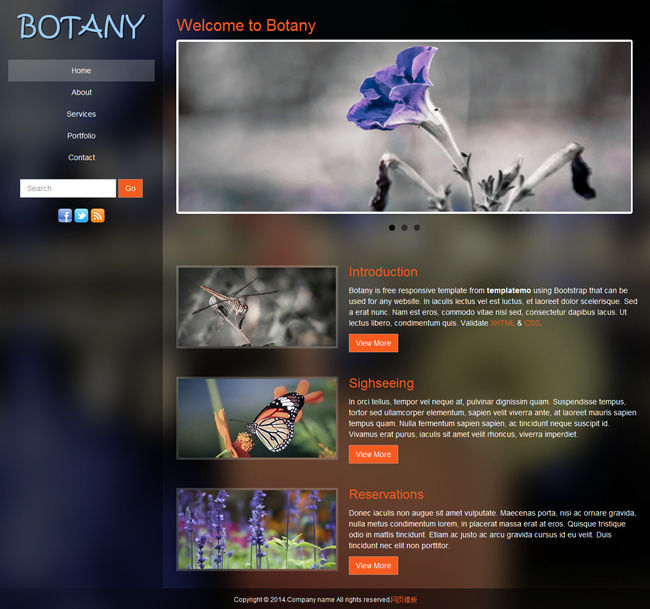 BOTANY
Home
About
Services
Portfolio
Contact
Search Go
Welcome to Botany
Introduction
Botany is free responsive template from templatemo using Bootstrap that can be
used for any website. In iaculis lectus vel est luctus, et laoreet dolor scelerisque. Sed
a erat nunc. Nam est eros, commodo vitae nisi sed, consectetur dapibus lacus. Ut
lectus libero, condimentum quis. Validate XHTML & CSS.
View More
Sighseeing
In orci tellus, tempor vel neque at, pulvinar dignissim quam. Suspendisse tempus,
tortor sed ullamcorper elementum, sapien velit viverra ante, at laoreet mauris sapien
tempus quam. Nulla fermentum sapien sapien, ac tincidunt neque suscipit id.
Vivamus erat purus, iaculis sit amet velit rhoncus, viverra imperdiet.
View More
Reservations
Donec iaculis non augue sit amet vulputate. Maecenas porta, nisi ac ornare gravida,
nulla metus condimentum lorem, in placerat massa erat at eros. Quisque tristique
odio in mattis tincidunt. Etiam ac justo ac arcu gravida cursus id eu velit. Duis
tincidunt nec elit non porttitor.
View More
Copyright © 2014.Company name All rights reserved.网页模板